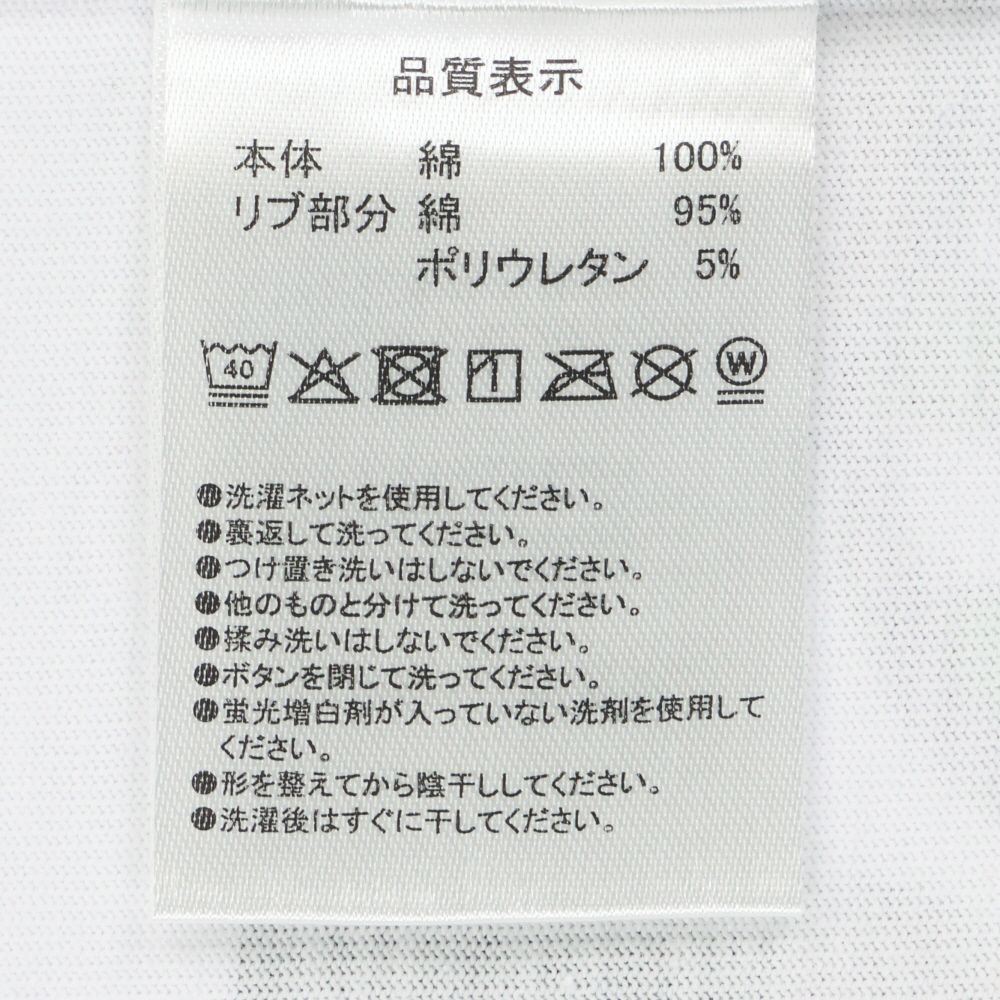 品質表示
本体 綿 100%
リブ部分 綿 95%
ポリウレタン 5%
40 W
●洗濯ネットを使用してください。
●裏返して洗ってください。
●つけ置き洗いはしないでください。
●他のものと分けて洗ってください。
●揉み洗いはしないでください。
●ボタンを閉じて洗ってください。
●蛍光増白剤が入っていない洗剤を使用して
ください。
●形を整えてから陰干ししてください。
●洗濯後はすぐに干してください。